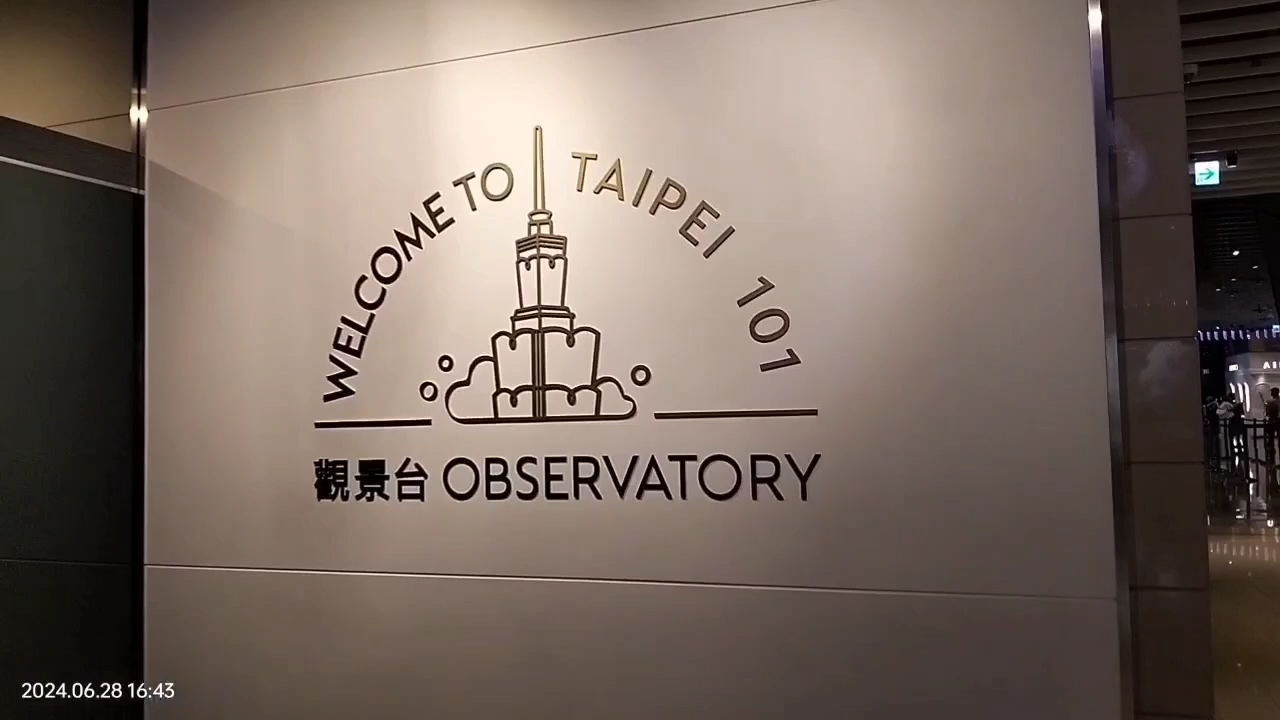 WELCOME TO TAIPEI 101
觀景台 OBSERVATORY
2024.06.28 16:43